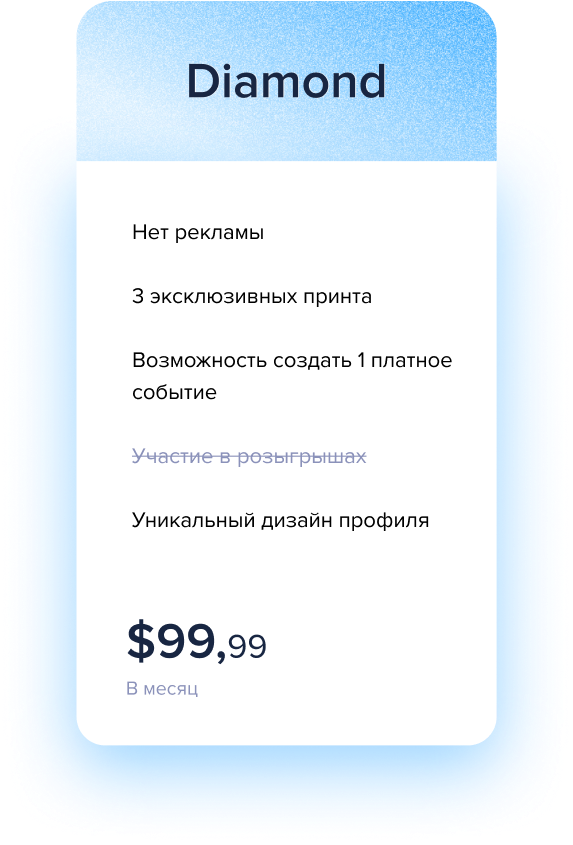 Diamond
Нет рекламы
3 эксклюзивных принта
Возможность создать 1 платное
событие
Участие в розыгрышах
Уникальный дизайн профиля
$99,99
В месяц